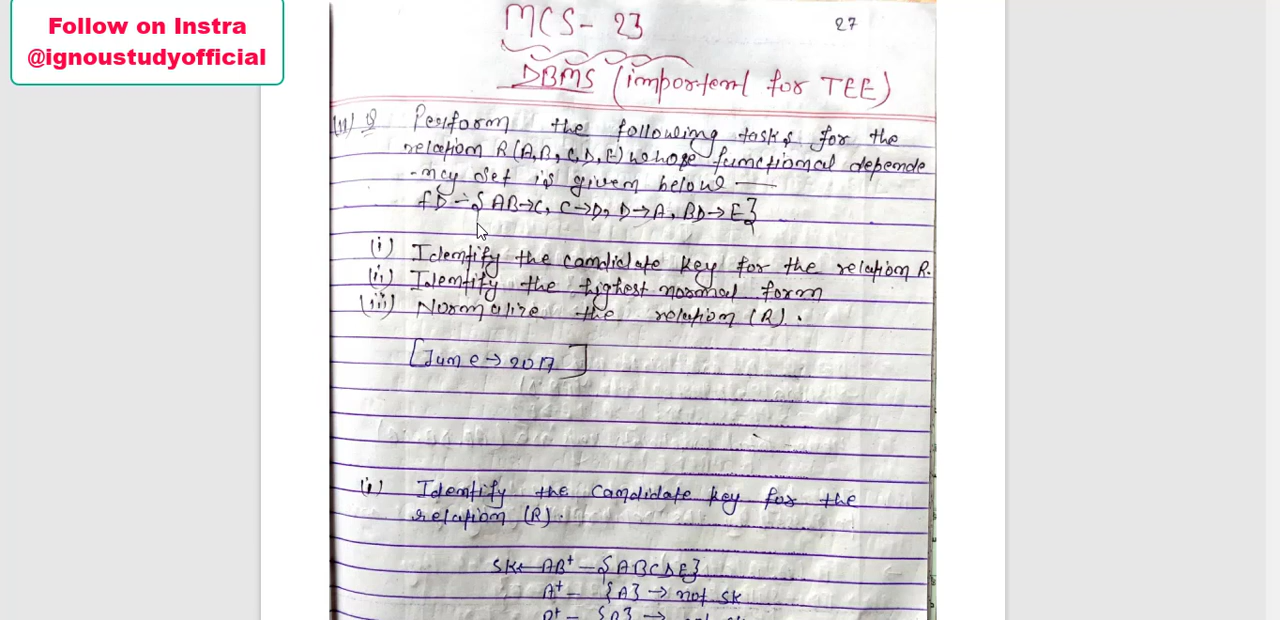 Follow on Instra
@ignoustudyofficial
MCS-23
27
DBMS (important for TEE)
(11) Q Perform the following tasks for the
relation R(A,B,C,D,E) whose functional depende
-ncy set is given below —
FD = { AB→C, C→D, D→A, BD→E}
(i) Identify the candidate key for the relation R.
(ii) Identify the highest normal form
(iii) Normalize the relation (R).
[June→2017]
(i) Identify the candidate key for the
relation (R).
SK← AB⁺ = {ABCDE}
A⁺ = {A} → not SK